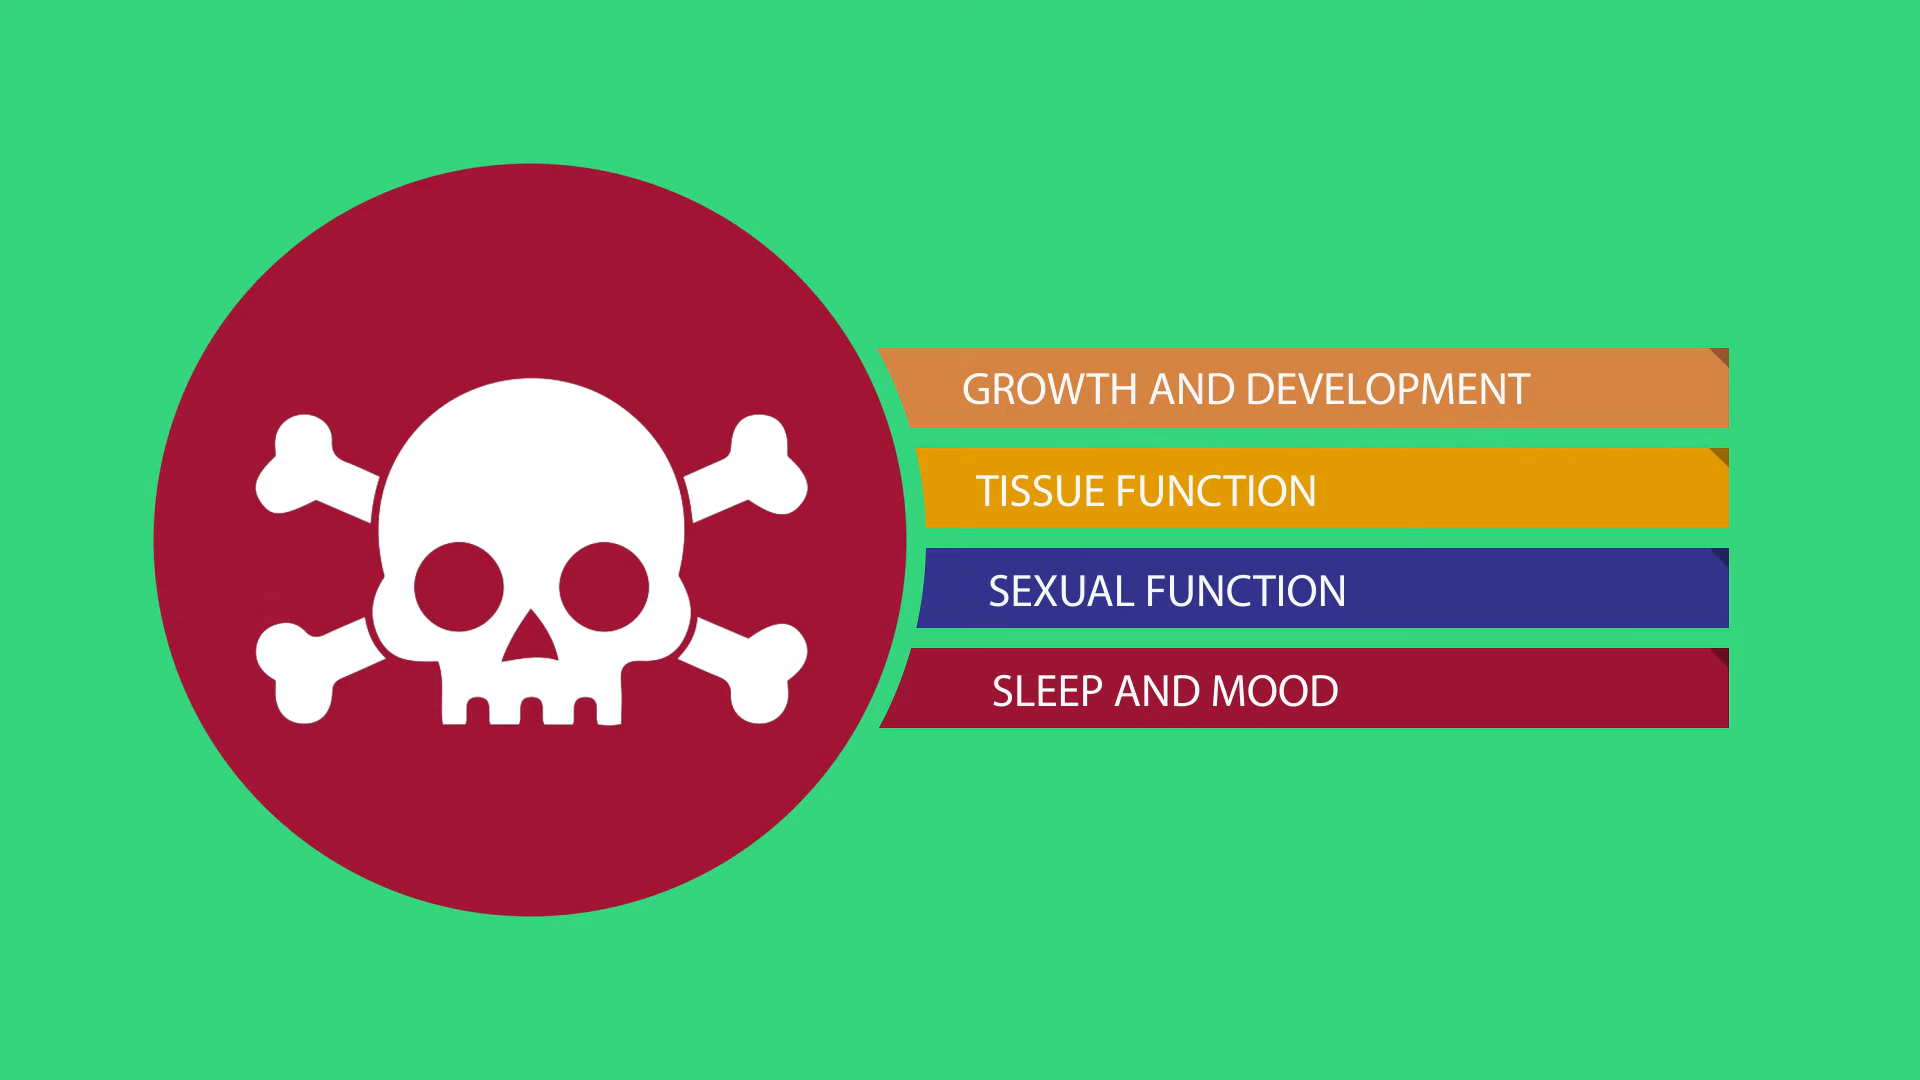 GROWTH AND DEVELOPMENT
TISSUE FUNCTION
SEXUAL FUNCTION
SLEEP AND MOOD